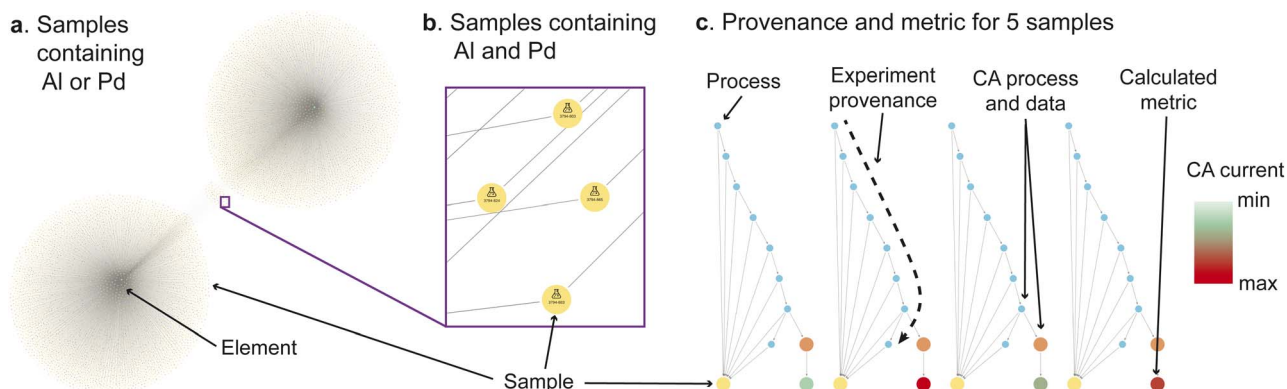 a. Samples
containing
Al or Pd
b. Samples containing
Al and Pd
c. Provenance and metric for 5 samples
Process
Experiment
provenance
CA process
and data
Calculated
metric
CA current
min
max
Element
Sample